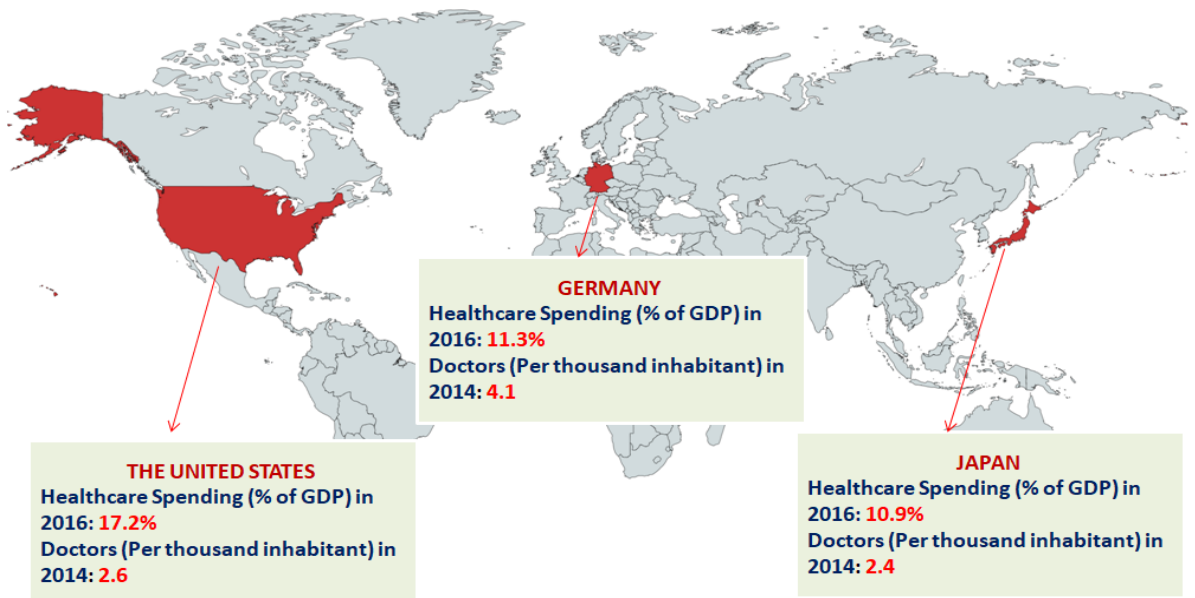 GERMANY
Healthcare Spending (% of GDP) in
2016: 11.3%
Doctors (Per thousand inhabitant) in
2014: 4.1
THE UNITED STATES
Healthcare Spending (% of GDP) in
2016: 17.2%
Doctors (Per thousand inhabitant) in
2014: 2.6
JAPAN
Healthcare Spending (% of GDP) in
2016: 10.9%
Doctors (Per thousand inhabitant) in
2014: 2.4